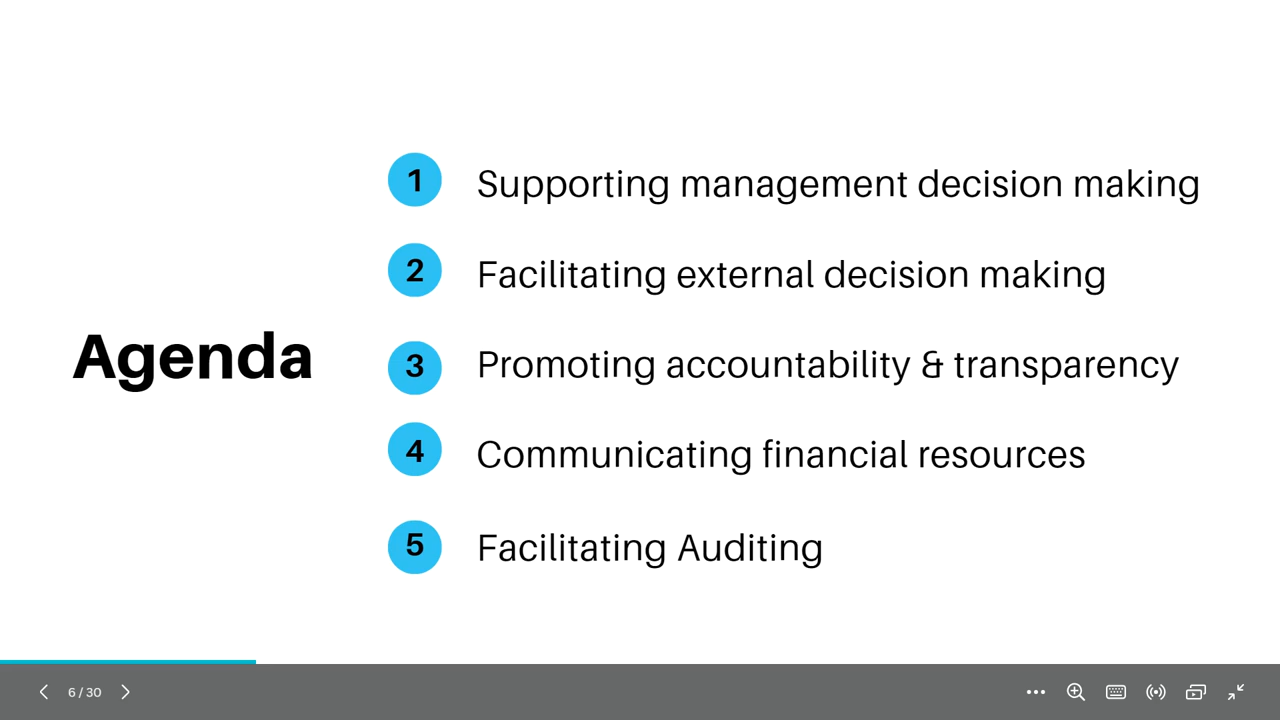 Agenda
1 Supporting management decision making
2 Facilitating external decision making
3 Promoting accountability & transparency
4 Communicating financial resources
5 Facilitating Auditing
6 / 30